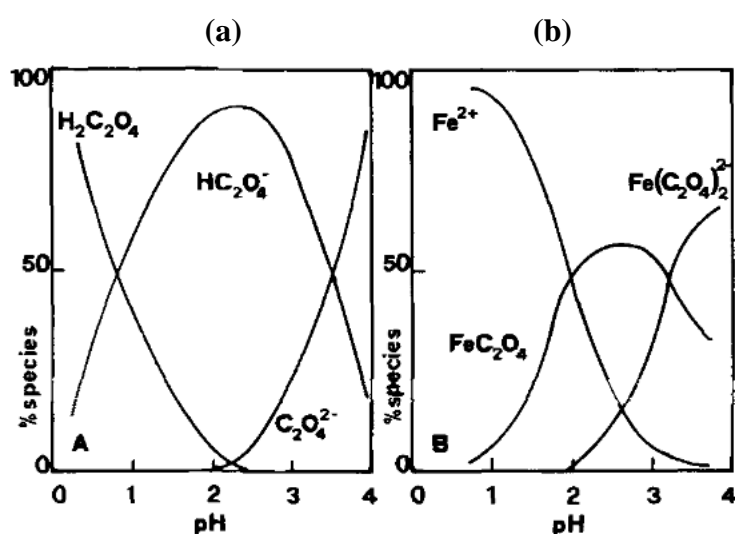 (a) (b)
100 100
H₂C₂O₄
Fe²⁺
HC₂O₄⁻
Fe(C₂O₄)₂²⁻
50 50
FeC₂O₄
C₂O₄²⁻
% species % species
A B
0 0
0 1 2 3 4 0 1 2 3 4
pH pH